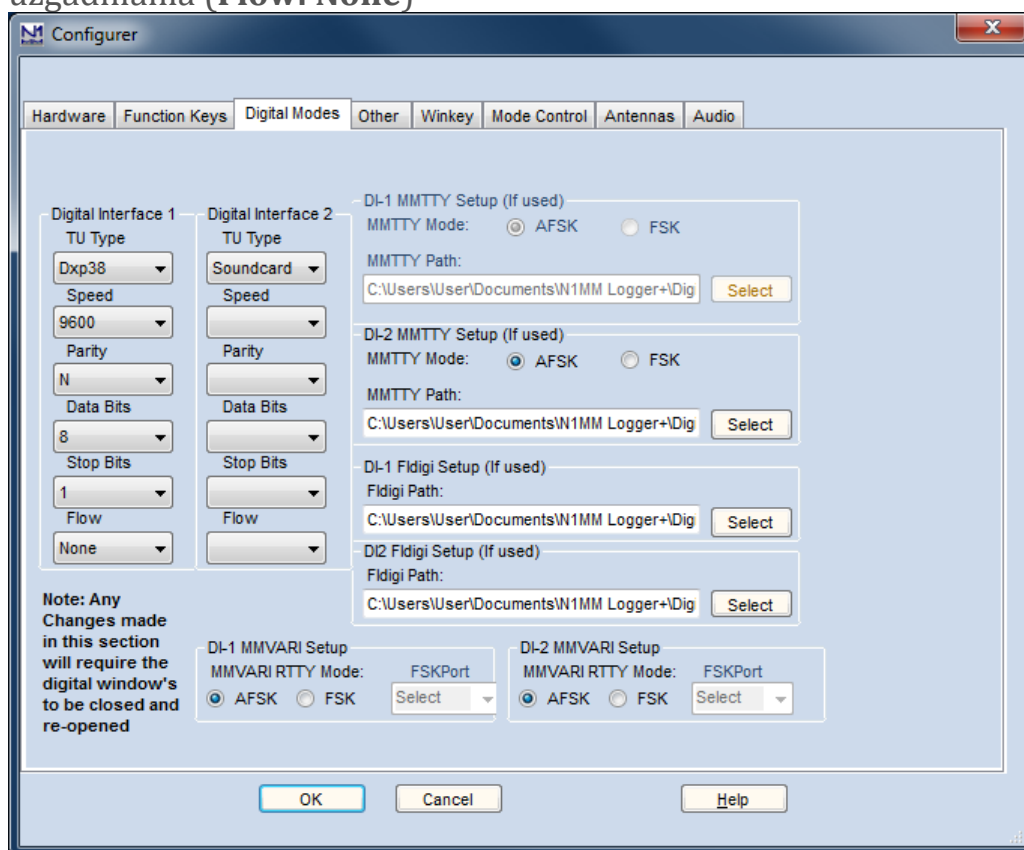 uzgadniania (Flow: None)
N1 Configurer
X
Hardware Function Keys Digital Modes Other Winkey Mode Control Antennas Audio
Digital Interface 1
TU Type
Dxp38
Speed
9600
Parity
N
Data Bits
8
Stop Bits
1
Flow
None
Digital Interface 2
TU Type
Soundcard
Speed
Parity
Data Bits
Stop Bits
Flow
DI-1 MMTTY Setup (If used)
MMTTY Mode: AFSK FSK
MMTTY Path:
C:\Users\User\Documents\N1MM Logger+\Dig Select
DI-2 MMTTY Setup (If used)
MMTTY Mode: AFSK FSK
MMTTY Path:
C:\Users\User\Documents\N1MM Logger+\Dig Select
DI-1 Fldigi Setup (If used)
Fldigi Path:
C:\Users\User\Documents\N1MM Logger+\Dig Select
DI2 Fldigi Setup (If used)
Fldigi Path:
C:\Users\User\Documents\N1MM Logger+\Dig Select
Note: Any
Changes made
in this section
will require the
digital window's
to be closed and
re-opened
DI-1 MMVARI Setup
MMVARI RTTY Mode: FSKPort
AFSK FSK Select
DI-2 MMVARI Setup
MMVARI RTTY Mode: FSKPort
AFSK FSK Select
OK Cancel Help